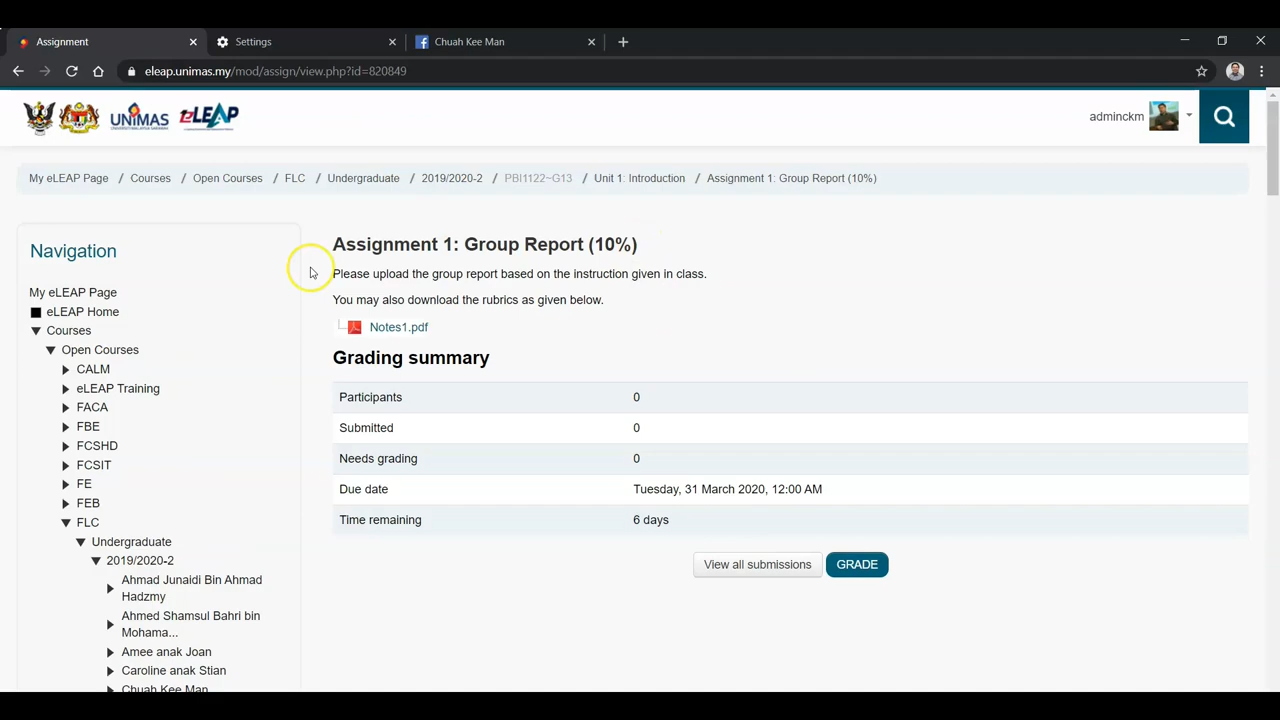 Assignment
Settings
Chuah Kee Man
eleap.unimas.my/mod/assign/view.php?id=820849
UNIMAS
eLEAP
adminckm
My eLEAP Page / Courses / Open Courses / FLC / Undergraduate / 2019/2020-2 / PBI1122~G13 / Unit 1: Introduction / Assignment 1: Group Report (10%)
Navigation
My eLEAP Page
eLEAP Home
Courses
Open Courses
CALM
eLEAP Training
FACA
FBE
FCSHD
FCSIT
FE
FEB
FLC
Undergraduate
2019/2020-2
Ahmad Junaidi Bin Ahmad
Hadzmy
Ahmed Shamsul Bahri bin
Mohama...
Amee anak Joan
Caroline anak Stian
Chuah Kee Man
Assignment 1: Group Report (10%)
Please upload the group report based on the instruction given in class.
You may also download the rubrics as given below.
Notes1.pdf
Grading summary
Participants 0
Submitted 0
Needs grading 0
Due date Tuesday, 31 March 2020, 12:00 AM
Time remaining 6 days
View all submissions GRADE